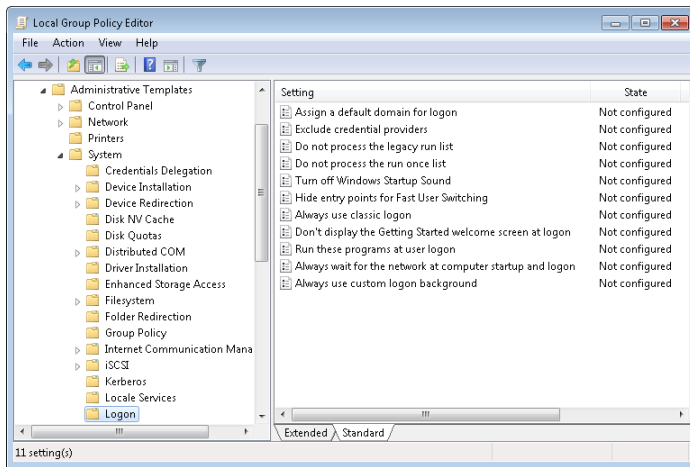 Local Group Policy Editor
File Action View Help
Administrative Templates
Control Panel
Network
Printers
System
Credentials Delegation
Device Installation
Device Redirection
Disk NV Cache
Disk Quotas
Distributed COM
Driver Installation
Enhanced Storage Access
Filesystem
Folder Redirection
Group Policy
Internet Communication Mana
iSCSI
Kerberos
Locale Services
Logon
Setting State
Assign a default domain for logon Not configured
Exclude credential providers Not configured
Do not process the legacy run list Not configured
Do not process the run once list Not configured
Turn off Windows Startup Sound Not configured
Hide entry points for Fast User Switching Not configured
Always use classic logon Not configured
Don't display the Getting Started welcome screen at logon Not configured
Run these programs at user logon Not configured
Always wait for the network at computer startup and logon Not configured
Always use custom logon background Not configured
Extended Standard
11 setting(s)